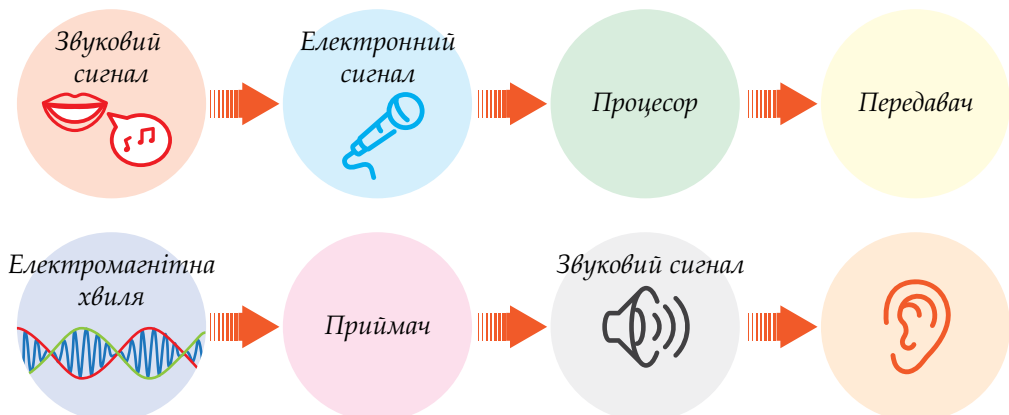 Звуковий
сигнал
Електронний
сигнал
Процесор
Передавач
Електромагнітна
хвиля
Приймач
Звуковий сигнал